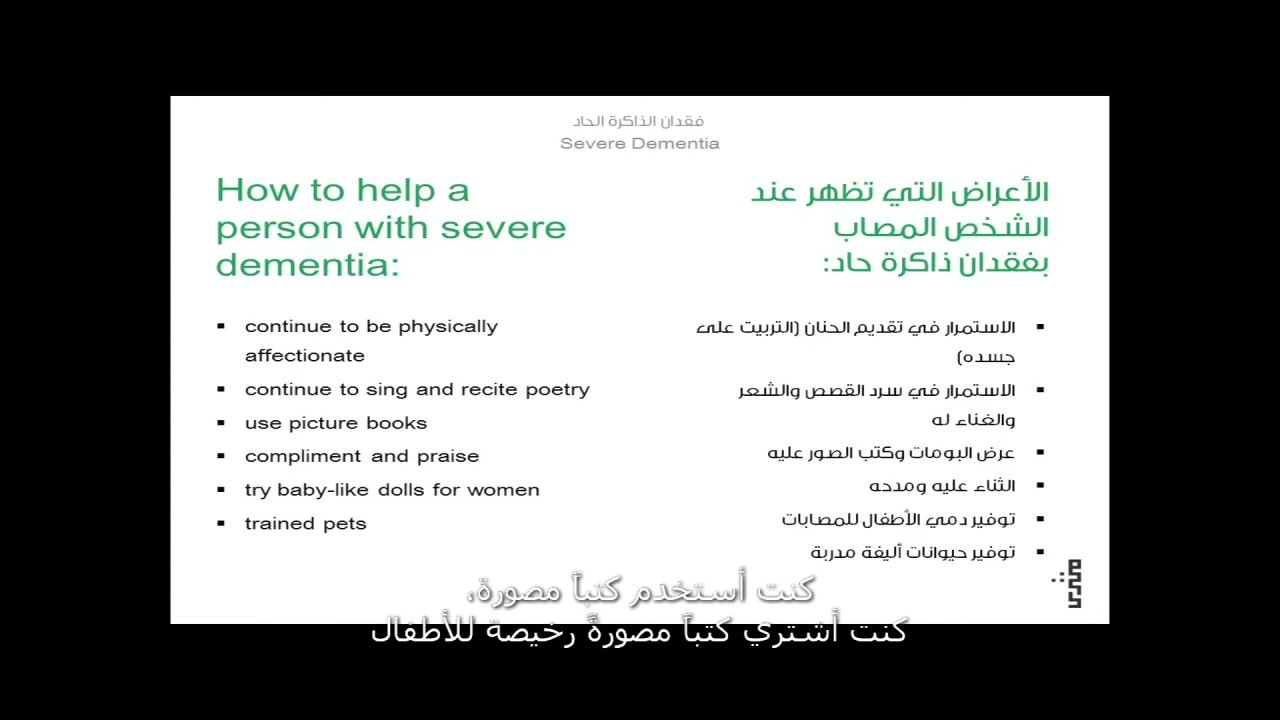 فقدان الذاكرة الحاد
Severe Dementia
How to help a
person with severe
dementia:
continue to be physically
affectionate
continue to sing and recite poetry
use picture books
compliment and praise
try baby-like dolls for women
trained pets
الأعراض التي تظهر عند
الشخص المصاب
بفقدان ذاكرة حاد:
الاستمرار في تقديم الحنان (التربيت على
جسده)
الاستمرار في سرد القصص والشعر
والغناء له
عرض البومات وكتب الصور عليه
الثناء عليه ومدحه
توفير دمي الأطفال للمصابات
توفير حيوانات أليفة مدربة
كنت أستخدم كتباً مصورة،
كنت أشتري كتباً مصورةً رخيصة للأطفال